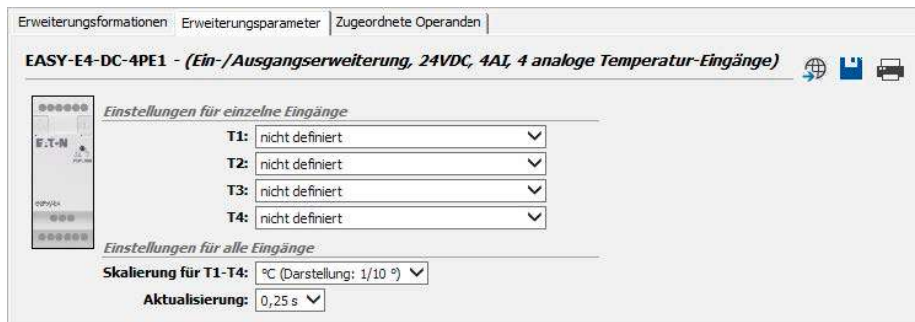 Erweiterungsformationen Erweiterungsparameter Zugeordnete Operanden
EASY-E4-DC-4PE1 - (Ein-/Ausgangserweiterung, 24VDC, 4AI, 4 analoge Temperatur-Eingänge)
Einstellungen für einzelne Eingänge
E.T-N
T1: nicht definiert
T2: nicht definiert
T3: nicht definiert
T4: nicht definiert
Einstellungen für alle Eingänge
Skalierung für T1-T4: °C (Darstellung: 1/10 °)
Aktualisierung: 0,25 s